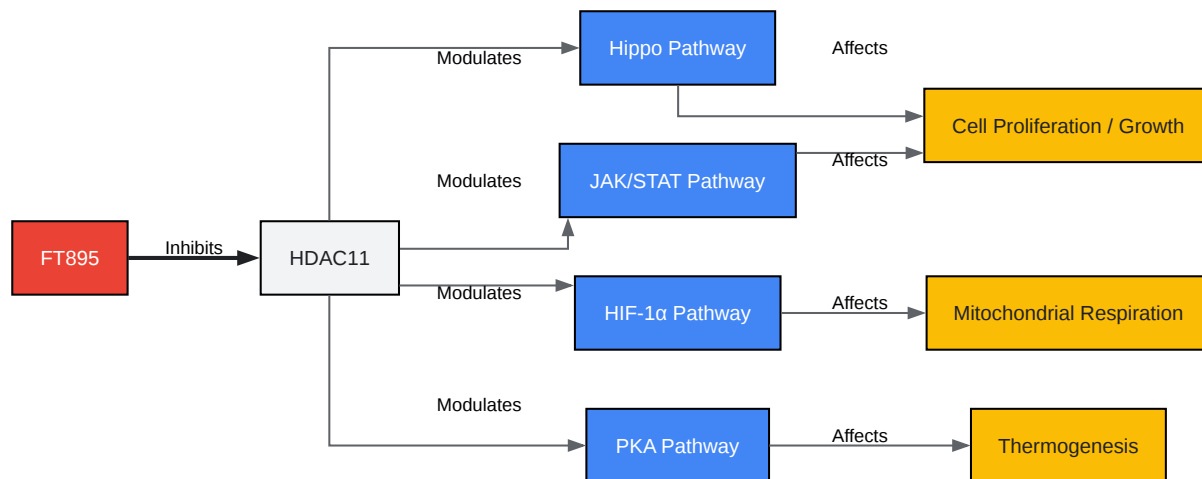 Hippo Pathway
Modulates
Affects
Cell Proliferation / Growth
JAK/STAT Pathway
Modulates
Affects
FT895
Inhibits
HDAC11
HIF-1α Pathway
Modulates
Affects
Mitochondrial Respiration
PKA Pathway
Modulates
Affects
Thermogenesis